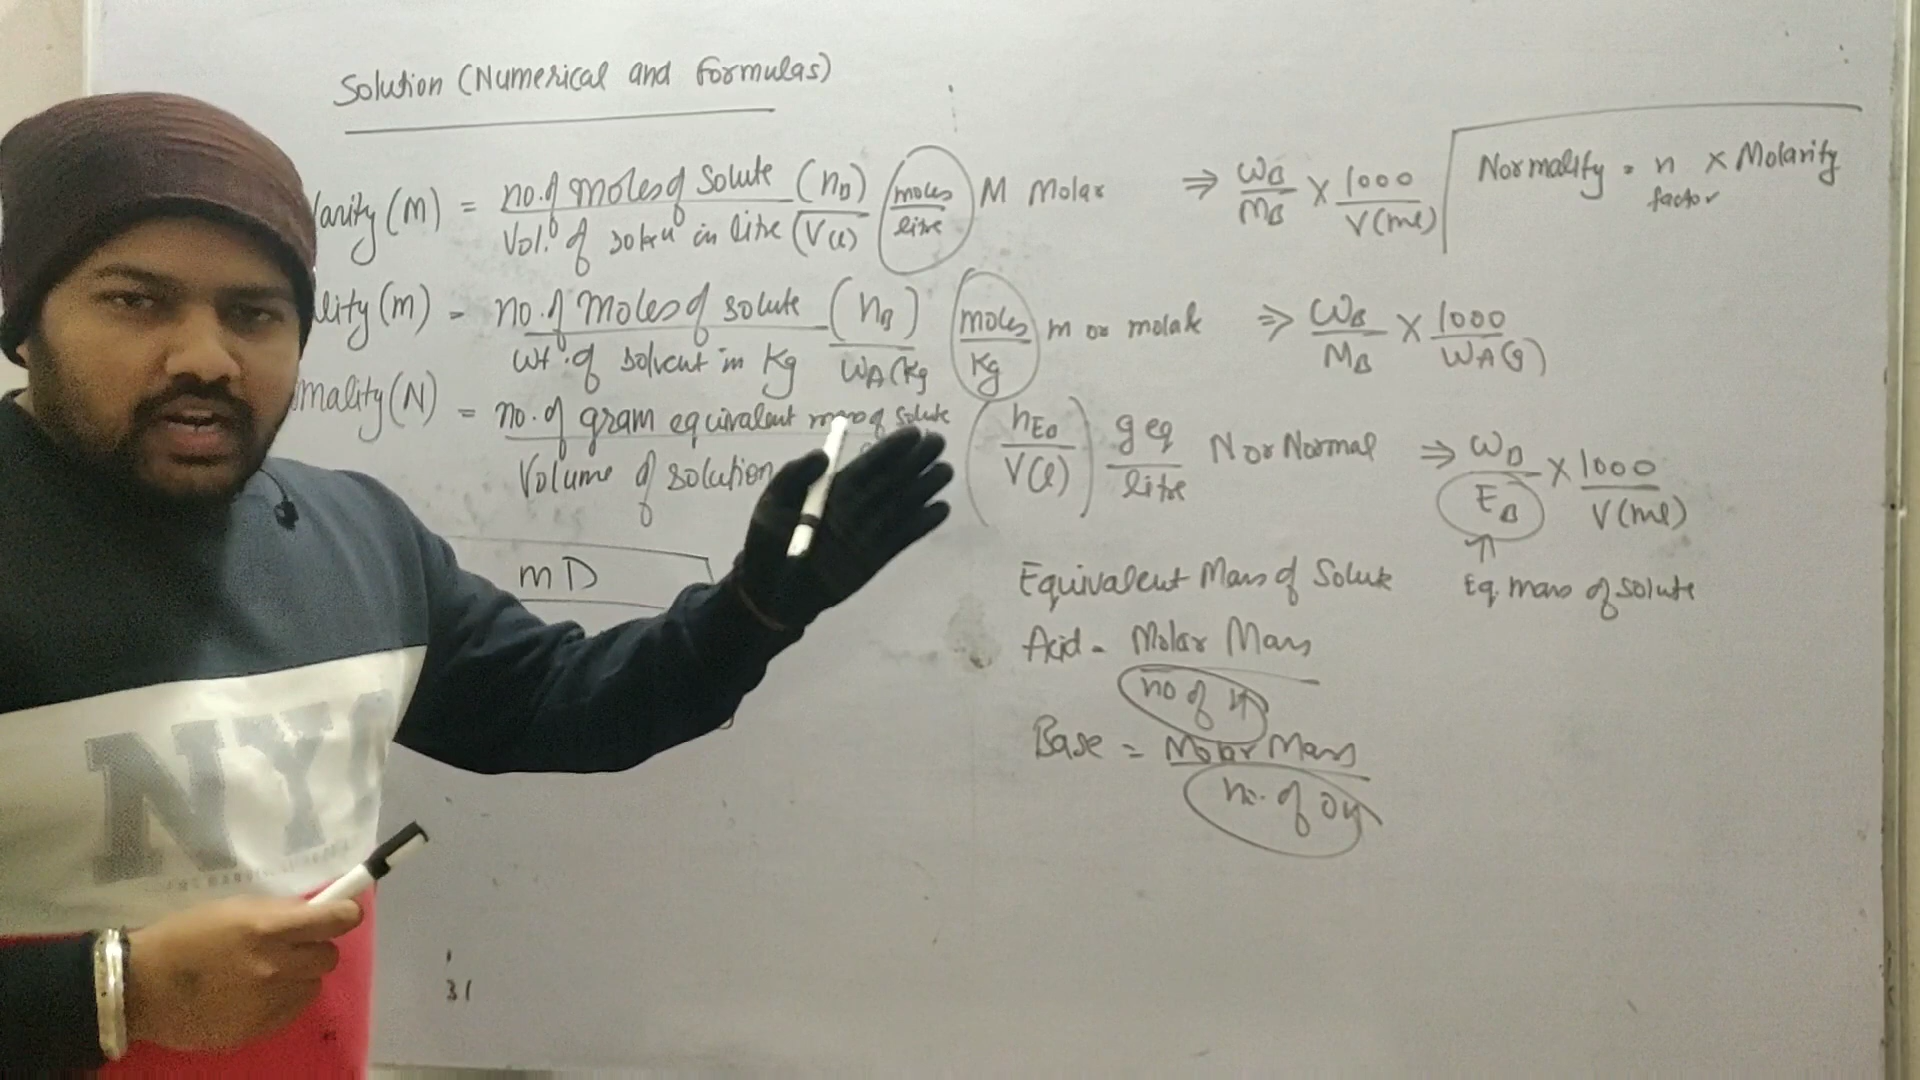 Solution (Numerical and Formulas)
larity (M) = no. of moles of solute (nB) moles M Molar ⇒ WB × 1000 Normality = n × Molarity
Vol. of soluⁿ in litre (V(l) litre MB V(ml) factor
lity (m) = no. of moles of solute (nB) moles m or molal ⇒ WB × 1000
wt. of solvent in Kg WA(Kg Kg MB WA(g)
mality (N) = no. of gram equivalent of solute nEB g eq N or Normal ⇒ WB × 1000
Volume of solution V(l) litre EB V(ml)
mD Equivalent Mass of Solute Eq. mass of solute
Acid = Molar Mass
no of H
Base = Molar Mass
no. of OH
NY
31